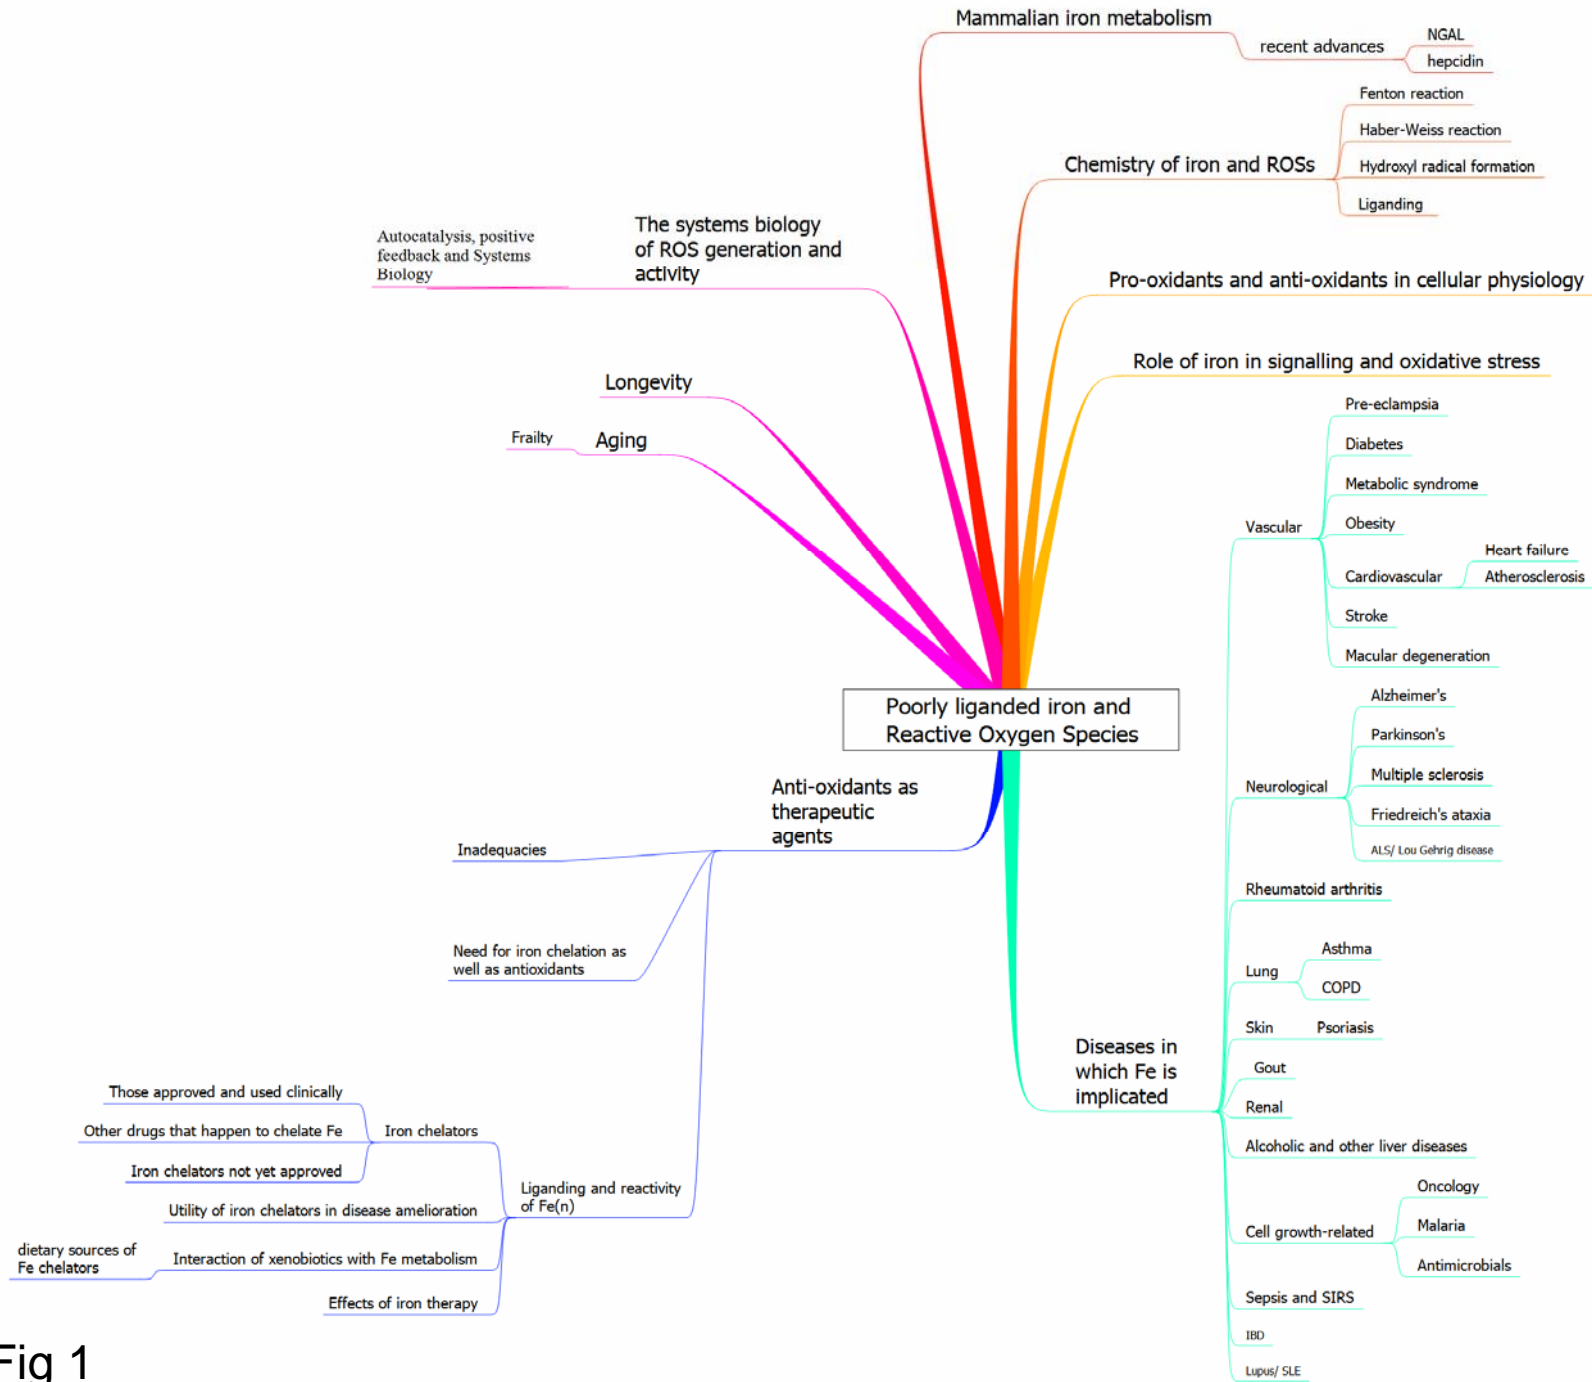 Mammalian iron metabolism
recent advances
NGAL
hepcidin
Chemistry of iron and ROSs
Fenton reaction
Haber-Weiss reaction
Hydroxyl radical formation
Liganding
Pro-oxidants and anti-oxidants in cellular physiology
Role of iron in signalling and oxidative stress
The systems biology
of ROS generation and
activity
Autocatalysis, positive
feedback and Systems
Biology
Longevity
Aging
Frailty
Poorly liganded iron and
Reactive Oxygen Species
Diseases in
which Fe is
implicated
Vascular
Pre-eclampsia
Diabetes
Metabolic syndrome
Obesity
Cardiovascular
Heart failure
Atherosclerosis
Stroke
Macular degeneration
Neurological
Alzheimer's
Parkinson's
Multiple sclerosis
Friedreich's ataxia
ALS/ Lou Gehrig disease
Rheumatoid arthritis
Lung
Asthma
COPD
Skin
Psoriasis
Gout
Renal
Alcoholic and other liver diseases
Cell growth-related
Oncology
Malaria
Antimicrobials
Sepsis and SIRS
IBD
Lupus/ SLE
Anti-oxidants as
therapeutic
agents
Inadequacies
Need for iron chelation as
well as antioxidants
Liganding and reactivity
of Fe(n)
Iron chelators
Those approved and used clinically
Other drugs that happen to chelate Fe
Iron chelators not yet approved
Utility of iron chelators in disease amelioration
Interaction of xenobiotics with Fe metabolism
dietary sources of
Fe chelators
Effects of iron therapy
Fig 1